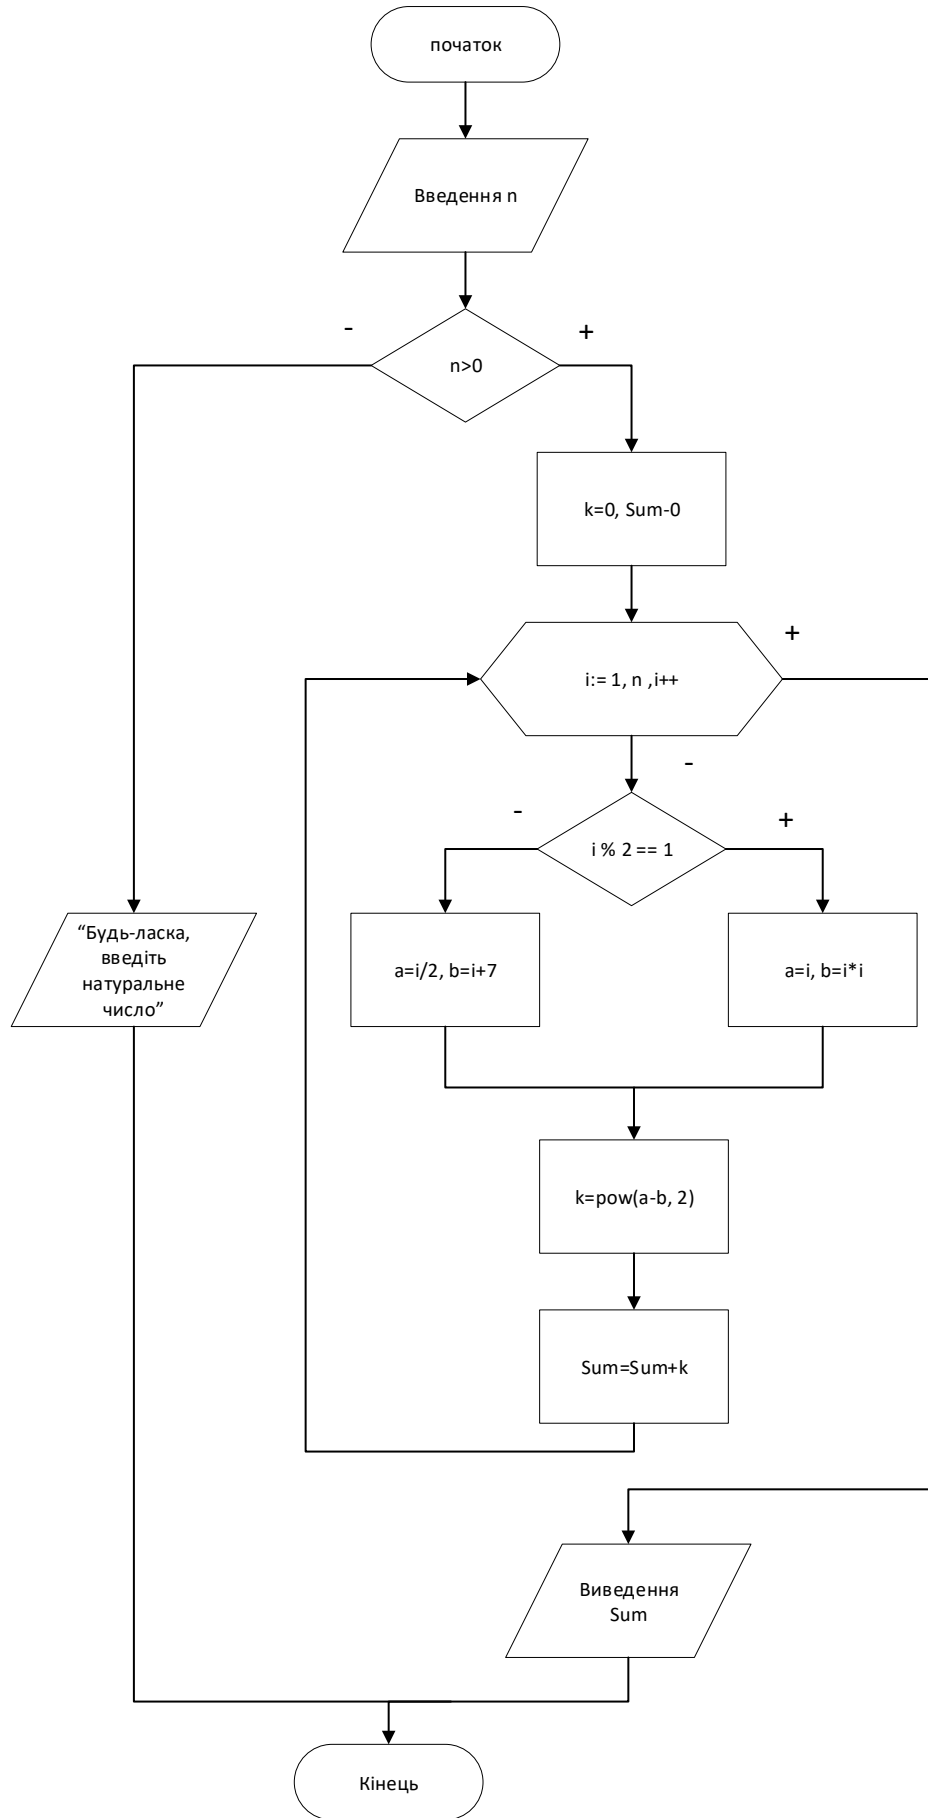 початок
Введення n
-
+
n>0
k=0, Sum-0
+
i:= 1, n ,i++
-
-
+
i % 2 == 1
“Будь-ласка,
введіть
натуральне
число”
a=i/2, b=i+7
a=i, b=i*i
k=pow(a-b, 2)
Sum=Sum+k
Виведення
Sum
Кінець